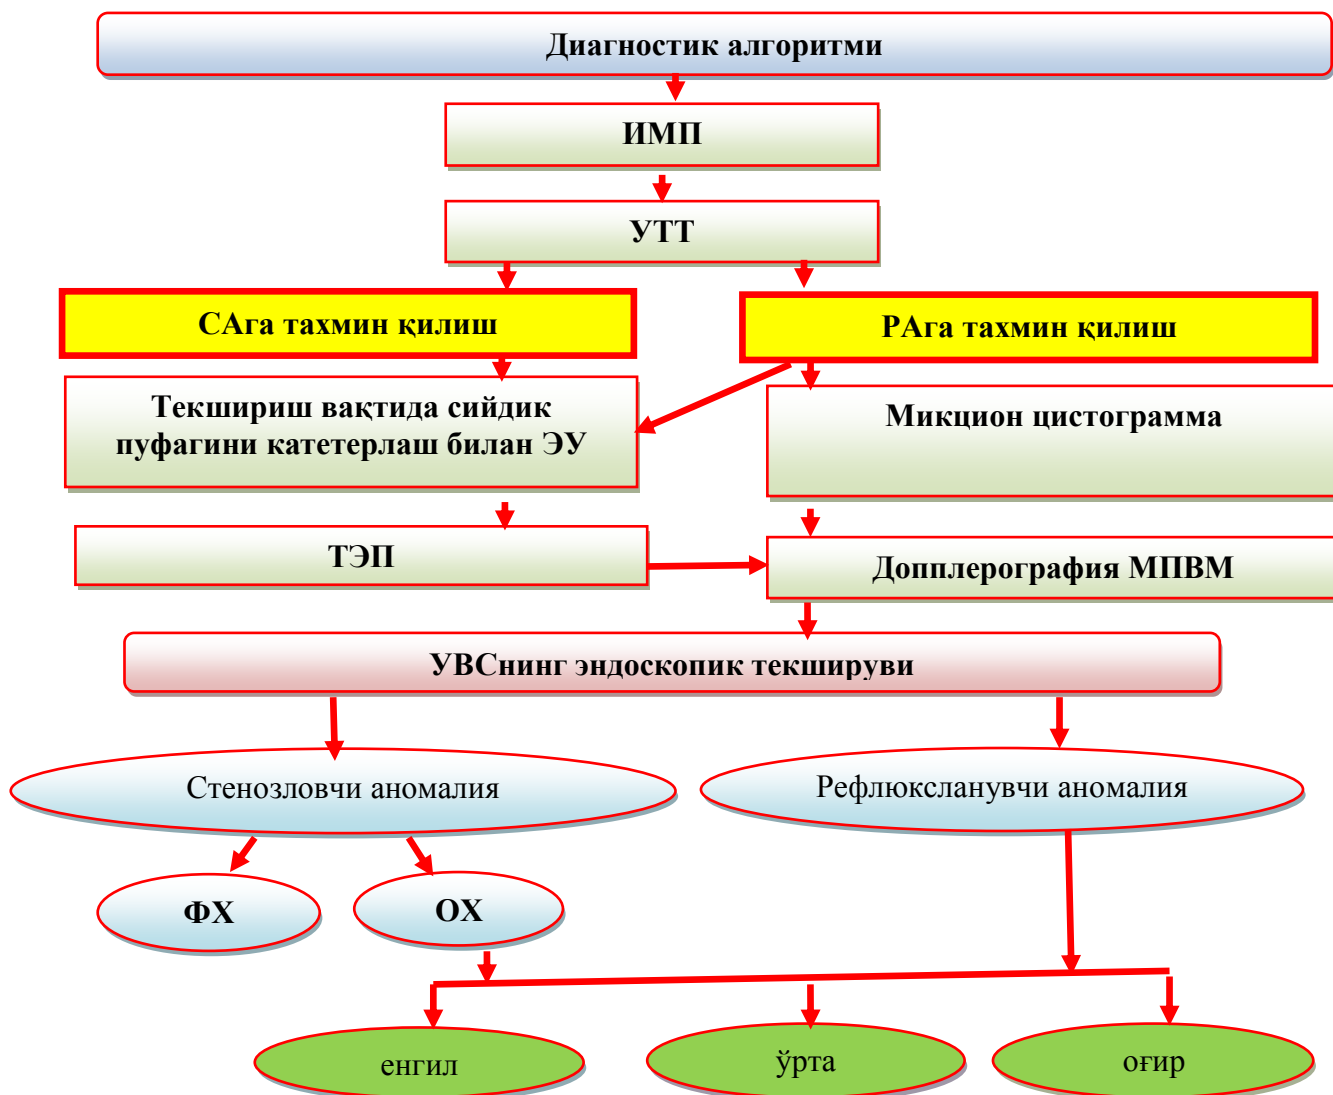 Диагностик алгоритми
ИМП
УТТ
САга тахмин қилиш
РАга тахмин қилиш
Текшириш вақтида сийдик
пуфагини катетерлаш билан ЭУ
Микцион цистограмма
ТЭП
Допплерография МПВМ
УВСнинг эндоскопик текшируви
Стенозловчи аномалия
Рефлюксланувчи аномалия
ФХ
ОХ
енгил
ўрта
оғир